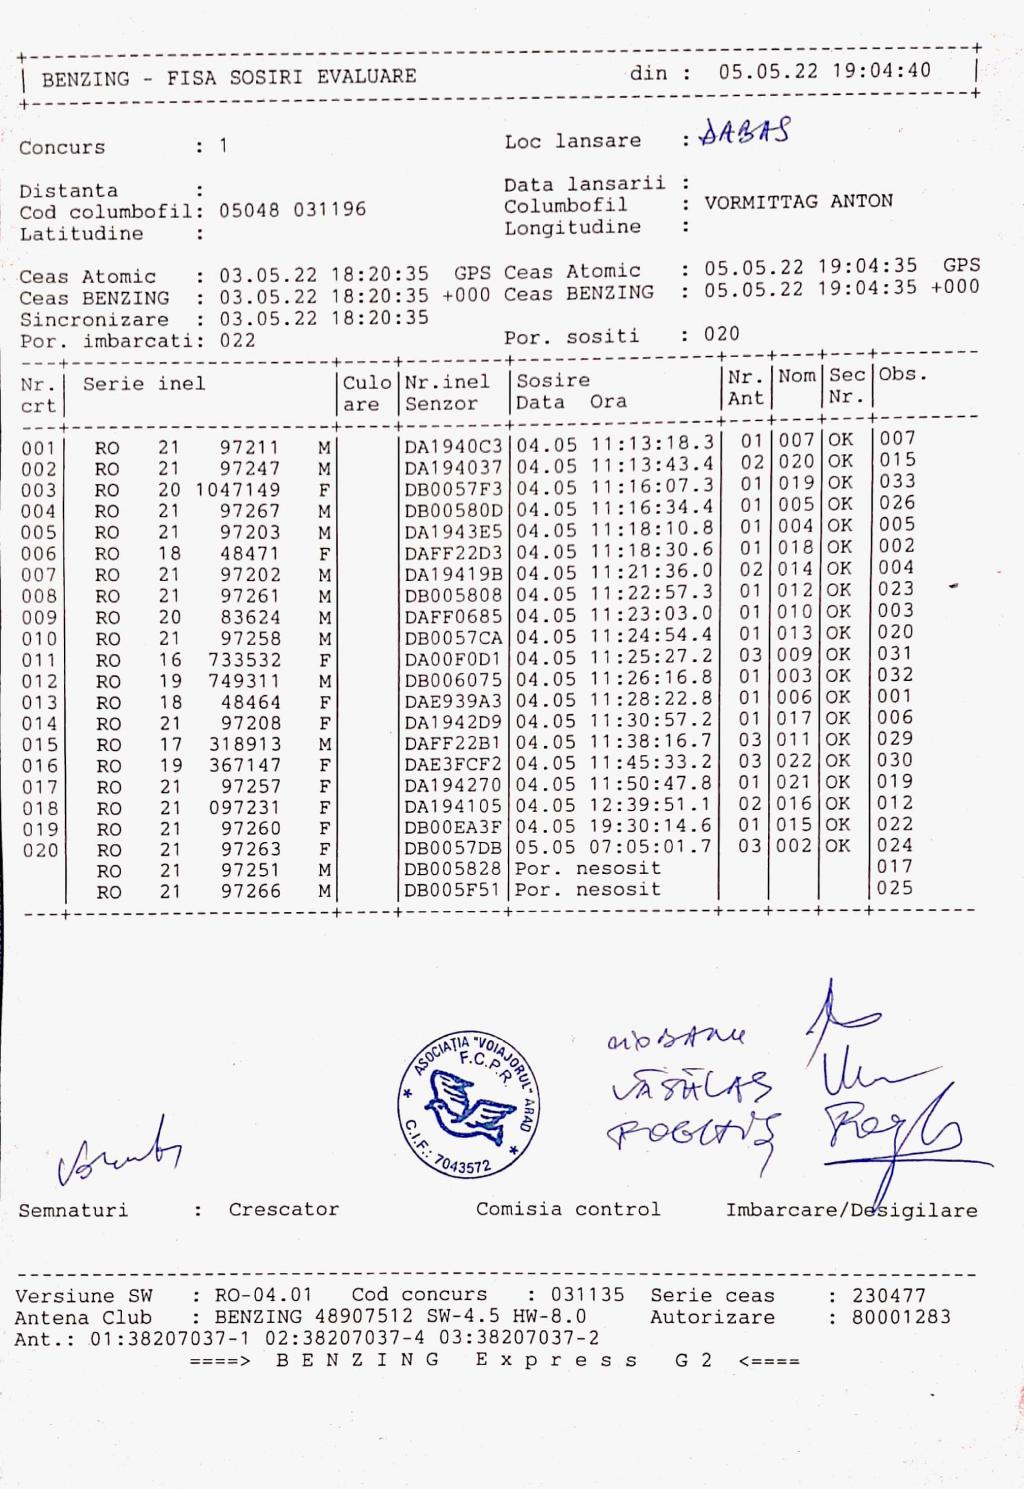 BENZING - FISA SOSIRI EVALUARE din : 05.05.22 19:04:40
Concurs : 1 Loc lansare : DABAS
Distanta : Data lansarii :
Cod columbofil: 05048 031196 Columbofil : VORMITTAG ANTON
Latitudine : Longitudine :
Ceas Atomic : 03.05.22 18:20:35 GPS Ceas Atomic : 05.05.22 19:04:35 GPS
Ceas BENZING : 03.05.22 18:20:35 +000 Ceas BENZING : 05.05.22 19:04:35 +000
Sincronizare : 03.05.22 18:20:35
Por. imbarcati: 022 Por. sositi : 020
Nr. Serie inel Culo Nr.inel Sosire Nr. Nom Sec Obs.
crt are Senzor Data Ora Ant Nr.
001 RO 21 97211 M DA1940C3 04.05 11:13:18.3 01 007 OK 007
002 RO 21 97247 M DA194037 04.05 11:13:43.4 02 020 OK 015
003 RO 20 1047149 F DB0057F3 04.05 11:16:07.3 01 019 OK 033
004 RO 21 97267 M DB00580D 04.05 11:16:34.4 01 005 OK 026
005 RO 21 97203 M DA1943E5 04.05 11:18:10.8 01 004 OK 005
006 RO 18 48471 F DAFF22D3 04.05 11:18:30.6 01 018 OK 002
007 RO 21 97202 M DA19419B 04.05 11:21:36.0 02 014 OK 004
008 RO 21 97261 M DB005808 04.05 11:22:57.3 01 012 OK 023
009 RO 20 83624 M DAFF0685 04.05 11:23:03.0 01 010 OK 003
010 RO 21 97258 M DB0057CA 04.05 11:24:54.4 01 013 OK 020
011 RO 16 733532 F DA00F0D1 04.05 11:25:27.2 03 009 OK 031
012 RO 19 749311 M DB006075 04.05 11:26:16.8 01 003 OK 032
013 RO 18 48464 F DAE939A3 04.05 11:28:22.8 01 006 OK 001
014 RO 21 97208 F DA1942D9 04.05 11:30:57.2 01 017 OK 006
015 RO 17 318913 M DAFF22B1 04.05 11:38:16.7 03 011 OK 029
016 RO 19 367147 F DAE3FCF2 04.05 11:45:33.2 03 022 OK 030
017 RO 21 97257 F DA194270 04.05 11:50:47.8 01 021 OK 019
018 RO 21 097231 F DA194105 04.05 12:39:51.1 02 016 OK 012
019 RO 21 97260 F DB00EA3F 04.05 19:30:14.6 01 015 OK 022
020 RO 21 97263 F DB0057DB 05.05 07:05:01.7 03 002 OK 024
RO 21 97251 M DB005828 Por. nesosit 017
RO 21 97266 M DB005F51 Por. nesosit 025
ASOCIAȚIA "VOIAJORUL" ARAD
F.C.P.R.
* C.I.F.: 7043572 *
Semnaturi : Crescator Comisia control Imbarcare/Desigilare
Versiune SW : RO-04.01 Cod concurs : 031135 Serie ceas : 230477
Antena Club : BENZING 48907512 SW-4.5 HW-8.0 Autorizare : 80001283
Ant.: 01:38207037-1 02:38207037-4 03:38207037-2
====> B E N Z I N G E x p r e s s G 2 <====